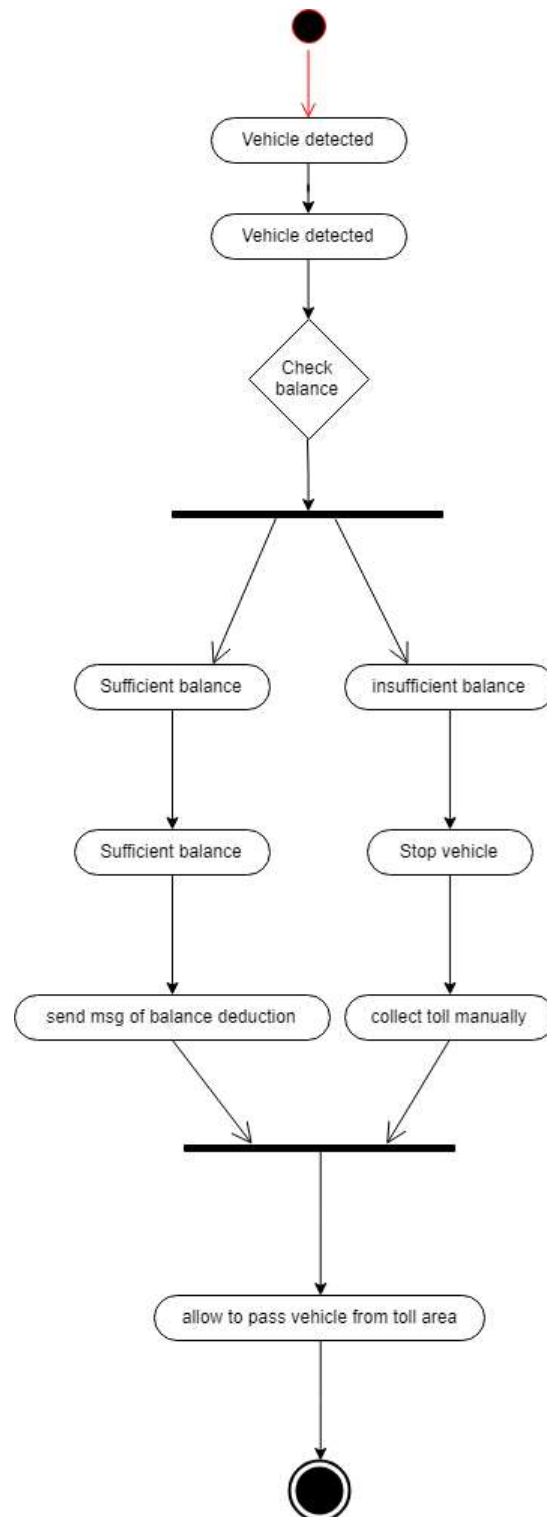 Vehicle detected
Vehicle detected
Check
balance
Sufficient balance
insufficient balance
Sufficient balance
Stop vehicle
send msg of balance deduction
collect toll manually
allow to pass vehicle from toll area